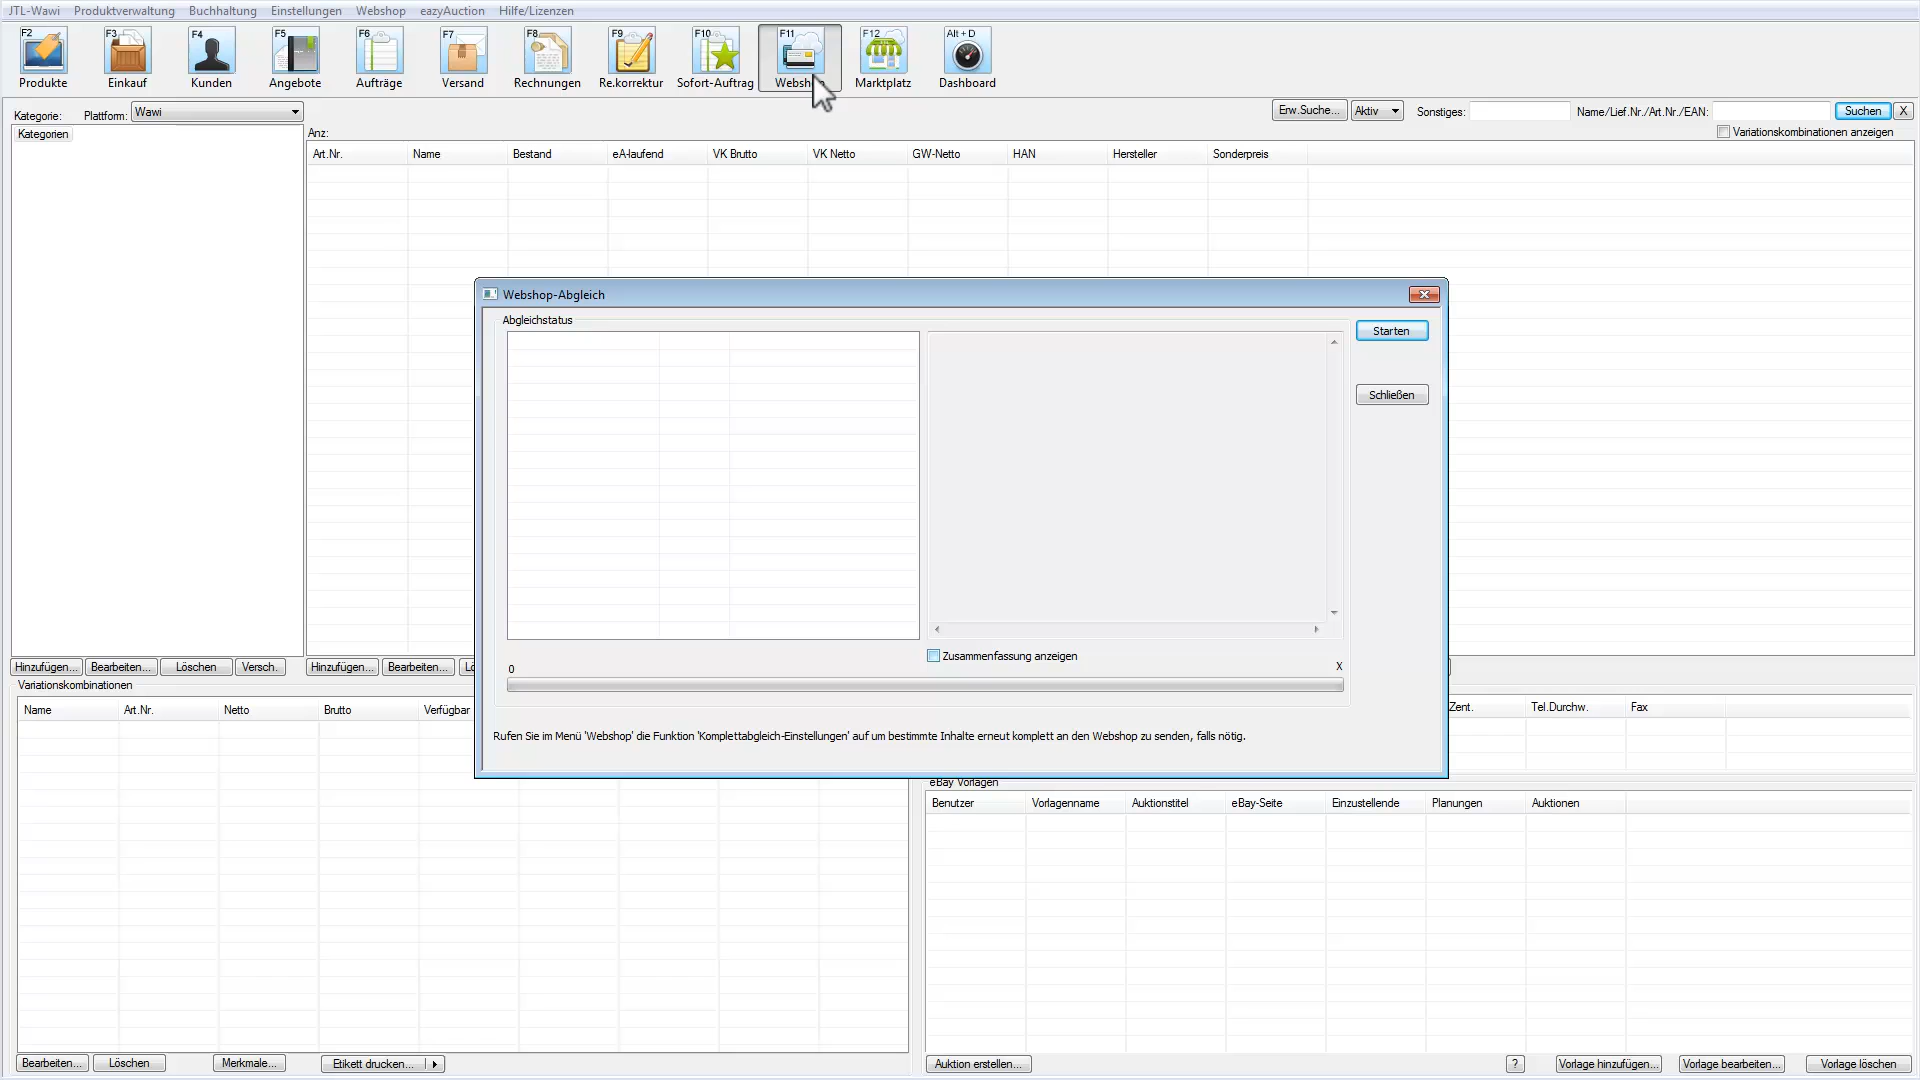 JTL-Wawi Produktverwaltung Buchhaltung Einstellungen Webshop eazyAuction Hilfe/Lizenzen
F2 F3 F4 F5 F6 F7 F8 F9 F10 F11 F12 Alt + D
Produkte Einkauf Kunden Angebote Aufträge Versand Rechnungen Re.korrektur Sofort-Auftrag Websh Marktplatz Dashboard
Kategorie: Plattform: Wawi Erw.Suche... Aktiv Sonstiges: Name/Lief.Nr./Art.Nr./EAN: Suchen X
Kategorien Anz: Variationskombinationen anzeigen
Art.Nr. Name Bestand eA-laufend VK Brutto VK Netto GW-Netto HAN Hersteller Sonderpreis
Webshop-Abgleich
Abgleichstatus
Starten
Schließen
Zusammenfassung anzeigen
0 X
Rufen Sie im Menü 'Webshop' die Funktion 'Komplettabgleich-Einstellungen' auf um bestimmte Inhalte erneut komplett an den Webshop zu senden, falls nötig.
Hinzufügen... Bearbeiten... Löschen Versch. Hinzufügen... Bearbeiten... Lö
Variationskombinationen
Name Art.Nr. Netto Brutto Verfügbar Zent. Tel.Durchw. Fax
eBay Vorlagen
Benutzer Vorlagenname Auktionstitel eBay-Seite Einzustellende Planungen Auktionen
Bearbeiten... Löschen Merkmale... Etikett drucken... Auktion erstellen... ? Vorlage hinzufügen... Vorlage bearbeiten... Vorlage löschen